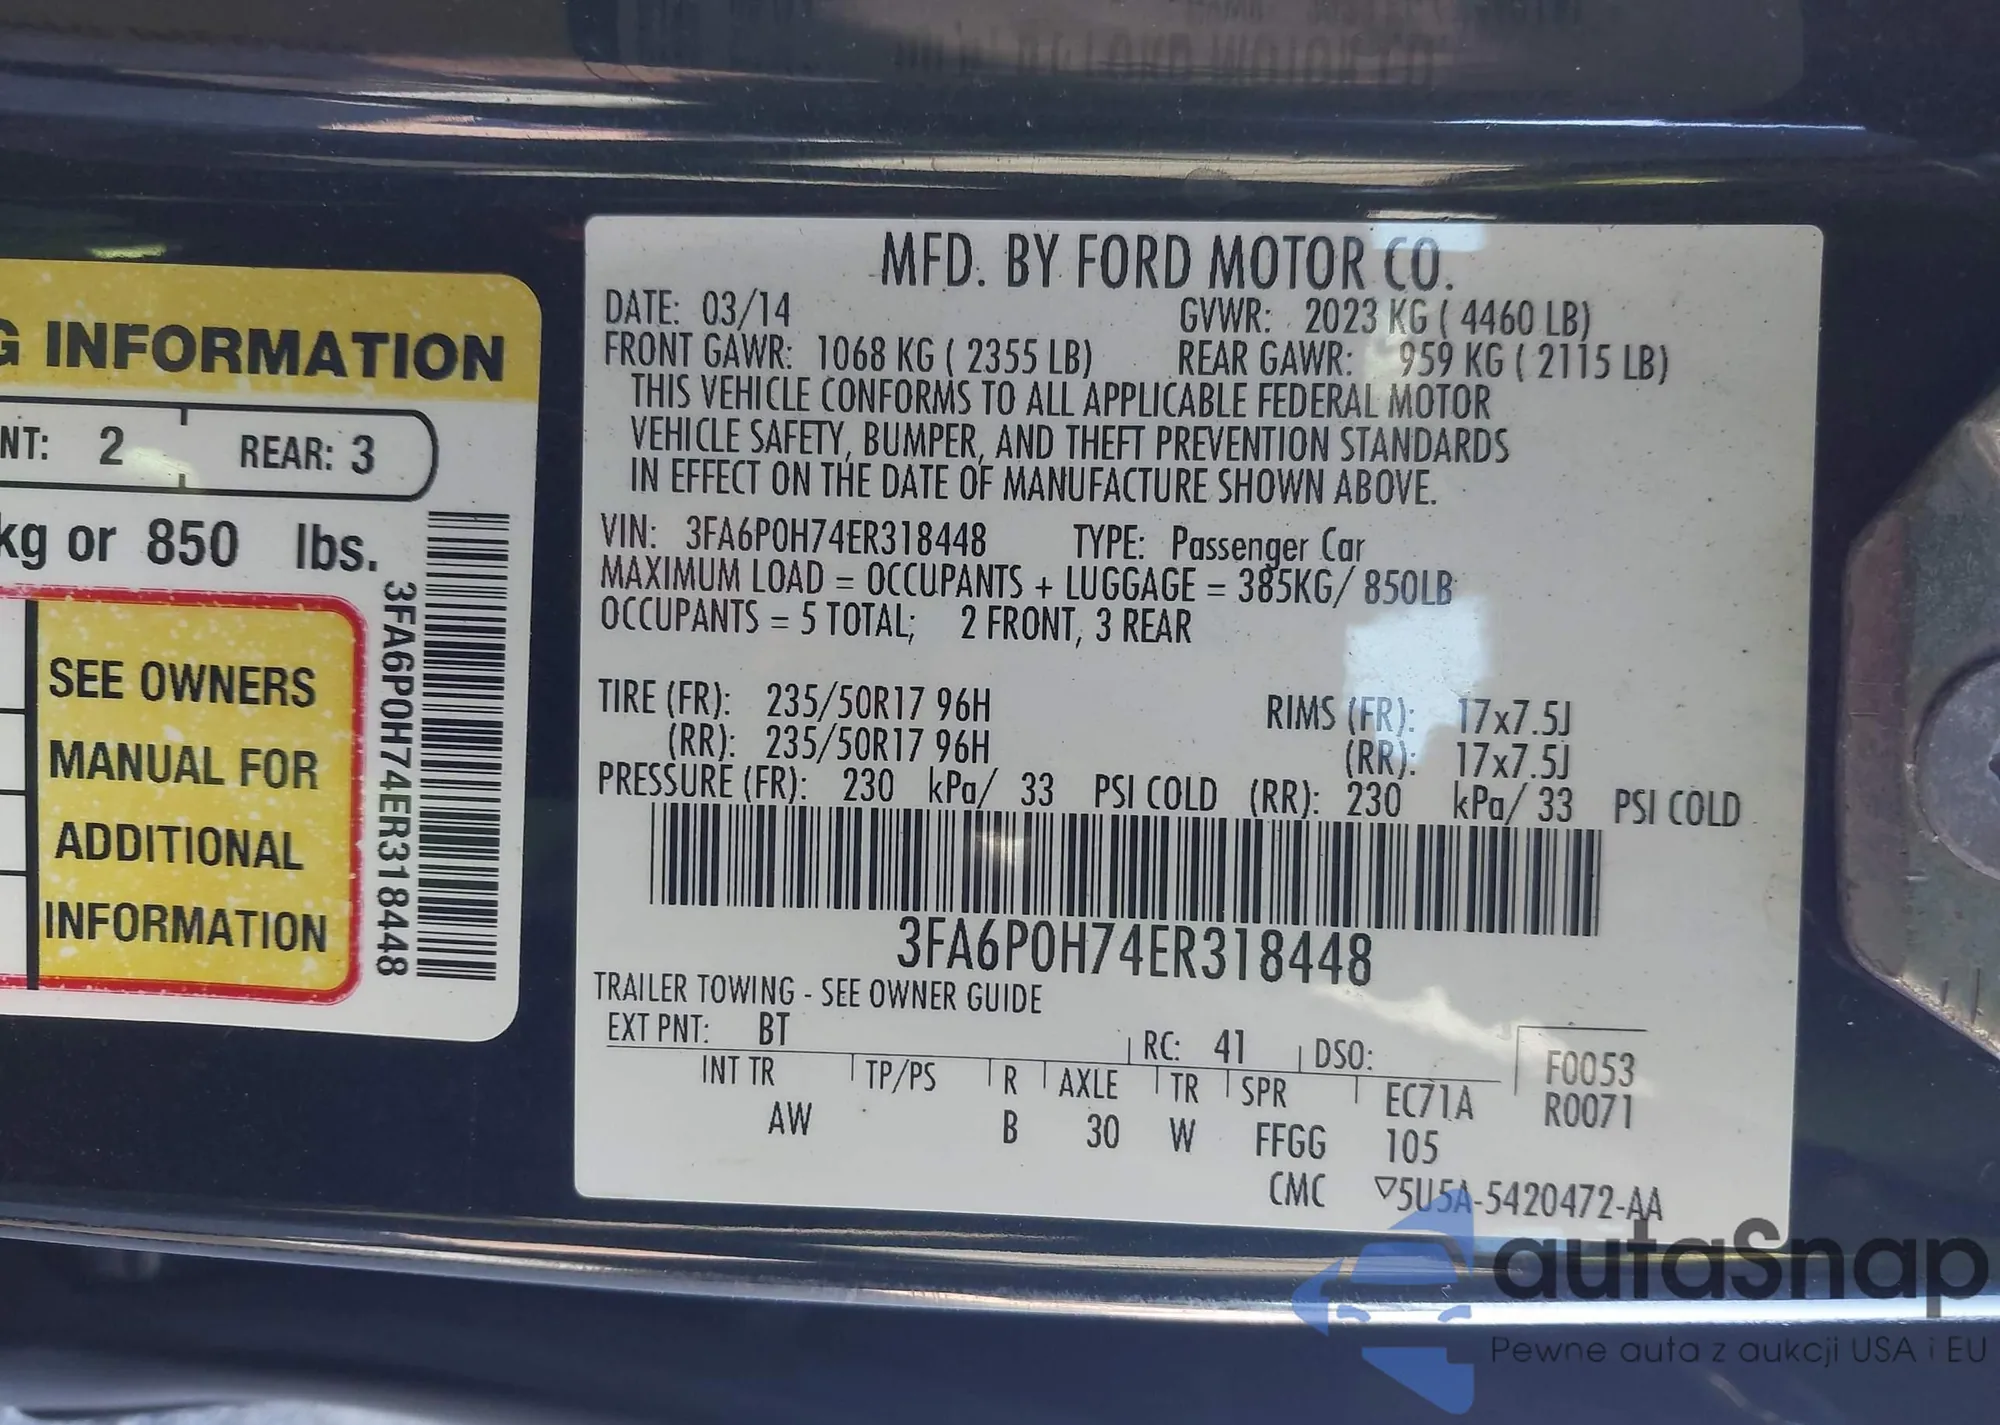 G INFORMATION
NT: 2 REAR: 3
kg or 850 lbs.
SEE OWNERS
MANUAL FOR
ADDITIONAL
INFORMATION
3FA6P0H74ER318448
MFD. BY FORD MOTOR CO.
DATE: 03/14 GVWR: 2023 KG ( 4460 LB)
FRONT GAWR: 1068 KG ( 2355 LB) REAR GAWR: 959 KG ( 2115 LB)
THIS VEHICLE CONFORMS TO ALL APPLICABLE FEDERAL MOTOR
VEHICLE SAFETY, BUMPER, AND THEFT PREVENTION STANDARDS
IN EFFECT ON THE DATE OF MANUFACTURE SHOWN ABOVE.
VIN: 3FA6P0H74ER318448 TYPE: Passenger Car
MAXIMUM LOAD = OCCUPANTS + LUGGAGE = 385KG/ 850LB
OCCUPANTS = 5 TOTAL; 2 FRONT, 3 REAR
TIRE (FR): 235/50R17 96H RIMS (FR): 17x7.5J
(RR): 235/50R17 96H (RR): 17x7.5J
PRESSURE (FR): 230 kPa/ 33 PSI COLD (RR): 230 kPa/ 33 PSI COLD
3FA6P0H74ER318448
TRAILER TOWING - SEE OWNER GUIDE
EXT PNT: BT RC: 41 DSO: F0053
INT TR TP/PS R AXLE TR SPR EC71A R0071
AW B 30 W FFGG 105
CMC ▽5U5A-5420472-AA
autaSnap
Pewne auta z aukcji USA i EU